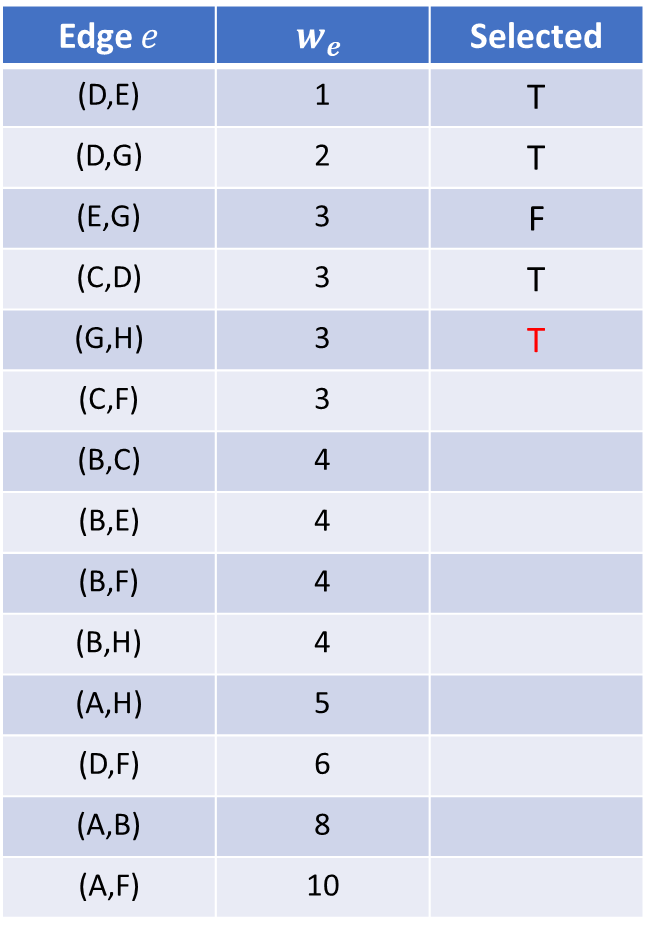 Edge e w_e Selected
(D,E) 1 T
(D,G) 2 T
(E,G) 3 F
(C,D) 3 T
(G,H) 3 T
(C,F) 3
(B,C) 4
(B,E) 4
(B,F) 4
(B,H) 4
(A,H) 5
(D,F) 6
(A,B) 8
(A,F) 10